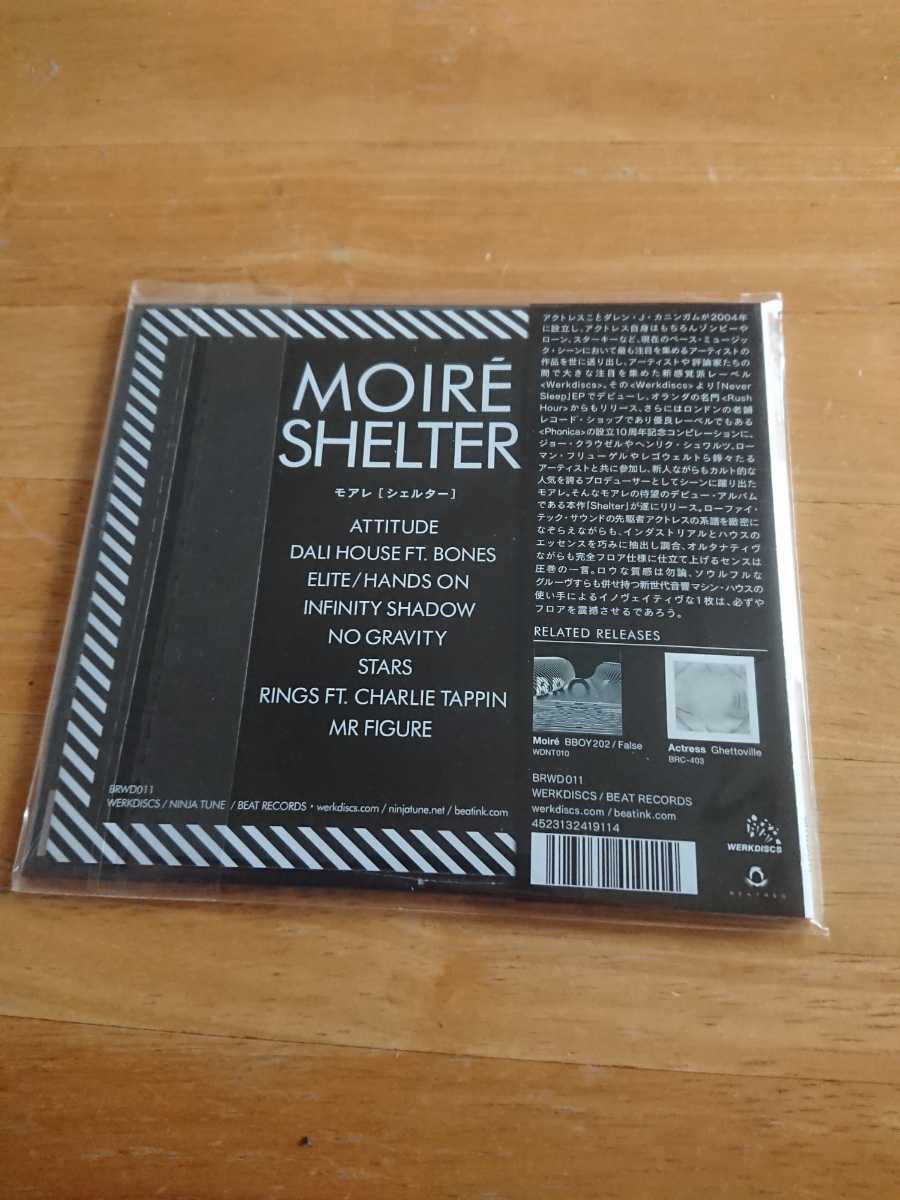 MOIRÉ
SHELTER
モアレ [シェルター]
ATTITUDE
DALI HOUSE FT. BONES
ELITE/HANDS ON
INFINITY SHADOW
NO GRAVITY
STARS
RINGS FT. CHARLIE TAPPIN
MR FIGURE
BRWD011
WERKDISCS / NINJA TUNE / BEAT RECORDS • werkdiscs.com / ninjatune.net / beatink.com
アクトレスことダレン・J・カニンガムが2004年
に設立し、アクトレス自身はもちろんゾンビーや
ローン、スターキーなど、現在のベース・ミュージッ
ク・シーンにおいて最も注目を集めるアーティストの
作品を世に送り出し、アーティストや評論家たちの
間で大きな注目を集めた新感覚派レーベル
<Werkdiscs>。その<Werkdiscs>より「Never
Sleep」EPでデビューし、オランダの名門<Rush
Hour>からもリリース、さらにはロンドンの老舗
レコード・ショップであり優良レーベルでもある
<Phonica>の設立10周年記念コンピレーションに、
ジョー・クラウゼルやヘンリク・シュワルツ、ロー
マン・フリューゲルやレゴウェルトら錚々たる
アーティストと共に参加し、新人ながらもカルト的な
人気を誇るプロデューサーとしてシーンに躍り出た
モアレ。そんなモアレの待望のデビュー・アルバム
である本作「Shelter」が遂にリリース。ローファイ・
テック・サウンドの先駆者アクトレスの系譜を緻密に
なぞらえながらも、インダストリアルとハウスの
エッセンスを巧みに抽出し調合、オルタナティヴ
ながらも完全フロア仕様に仕立て上げるセンスは
圧巻の一言。ロウな質感は勿論、ソウルフルな
グルーヴすらも併せ持つ新世代音響マシン・ハウスの
使い手によるイノヴェイティヴな1枚は、必ずや
フロアを震撼させるであろう。
RELATED RELEASES
Moiré BBOY202 / False
WDNT010
Actress Ghettoville
BRC-403
BRWD011
WERKDISCS / BEAT RECORDS
werkdiscs.com / beatink.com
4523132419114
WERKDISCS
BEATINK